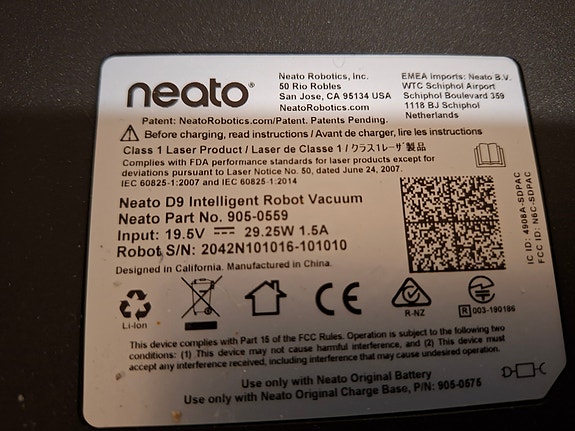 neato®
Neato Robotics, Inc.
50 Rio Robles
San Jose, CA 95134 USA
NeatoRobotics.com
EMEA Imports: Neato B.V.
WTC Schiphol Airport
Schiphol Boulevard 359
1118 BJ Schiphol
Netherlands
Patent: NeatoRobotics.com/Patent. Patents Pending.
Before charging, read instructions / Avant de charger, lire les instructions
Class 1 Laser Product / Laser de Classe 1 / クラス1レーザ製品
Complies with FDA performance standards for laser products except for
deviations pursuant to Laser Notice No. 50, dated June 24, 2007.
IEC 60825-1:2007 and IEC 60825-1:2014
Neato D9 Intelligent Robot Vacuum
Neato Part No. 905-0559
Input: 19.5V ⎓ 29.25W 1.5A
Robot S/N: 2042N101016-101010
Designed in California. Manufactured in China.
IC ID: 4908A-SDPAC
FCC ID: N6C-SDPAC
Li-Ion
CE
R-NZ
R 003-190186
This device complies with Part 15 of the FCC Rules. Operation is subject to the following two
conditions: (1) This device may not cause harmful interference, and (2) This device must
accept any interference received, including interference that may cause undesired operation.
Use only with Neato Original Battery
Use only with Neato Original Charge Base, P/N: 905-0575
D C